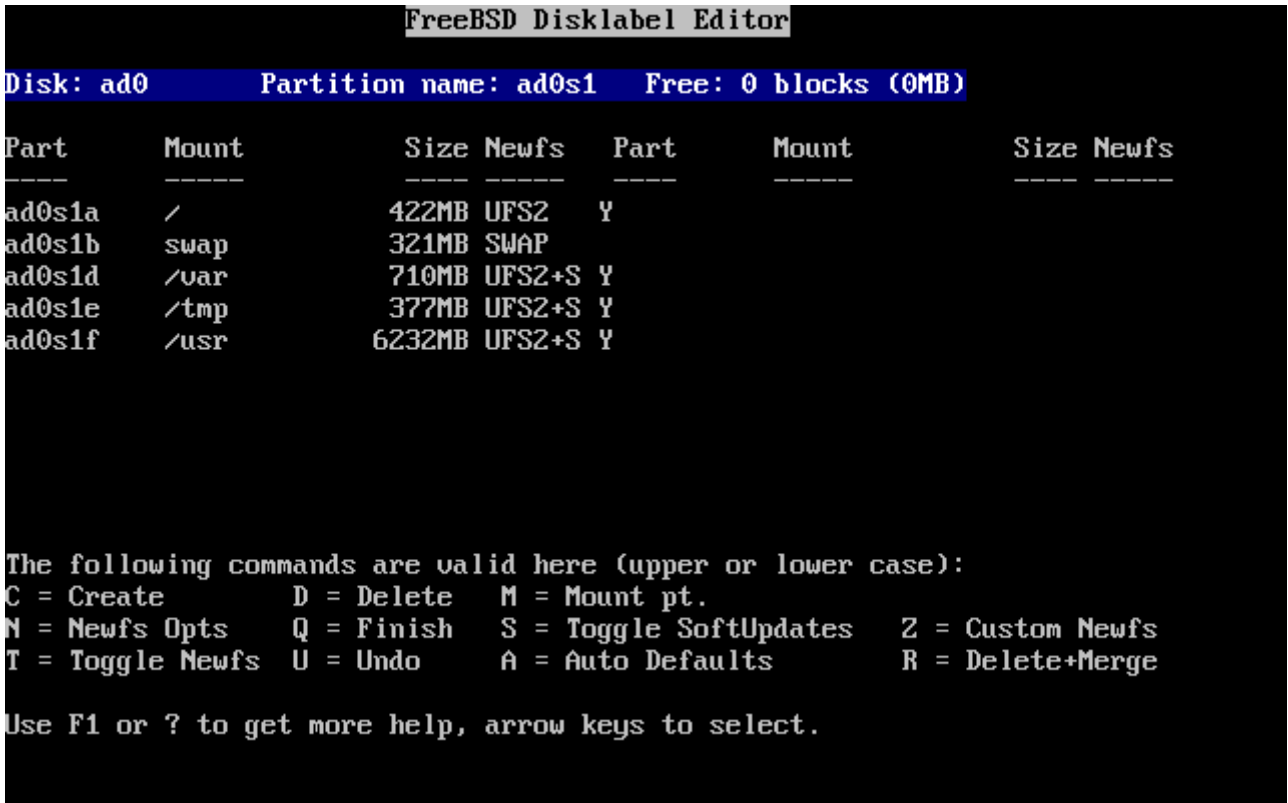 FreeBSD Disklabel Editor
Disk: ad0       Partition name: ad0s1   Free: 0 blocks (0MB)
Part      Mount          Size Newfs   Part      Mount          Size Newfs
----      -----          ---- -----   ----      -----          ---- -----
ad0s1a    /             422MB UFS2   Y
ad0s1b    swap          321MB SWAP
ad0s1d    /var          710MB UFS2+S Y
ad0s1e    /tmp          377MB UFS2+S Y
ad0s1f    /usr         6232MB UFS2+S Y
The following commands are valid here (upper or lower case):
C = Create        D = Delete   M = Mount pt.
N = Newfs Opts    Q = Finish   S = Toggle SoftUpdates   Z = Custom Newfs
T = Toggle Newfs  U = Undo     A = Auto Defaults        R = Delete+Merge
Use F1 or ? to get more help, arrow keys to select.